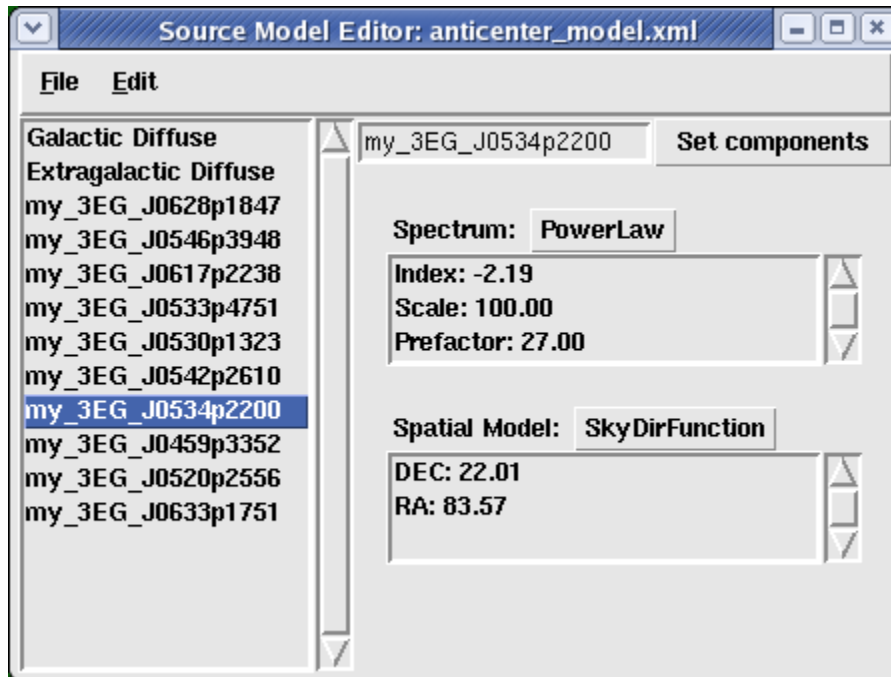 Source Model Editor: anticenter_model.xml
File Edit
Galactic Diffuse
Extragalactic Diffuse
my_3EG_J0628p1847
my_3EG_J0546p3948
my_3EG_J0617p2238
my_3EG_J0533p4751
my_3EG_J0530p1323
my_3EG_J0542p2610
my_3EG_J0534p2200
my_3EG_J0459p3352
my_3EG_J0520p2556
my_3EG_J0633p1751
my_3EG_J0534p2200 Set components
Spectrum: PowerLaw
Index: -2.19
Scale: 100.00
Prefactor: 27.00
Spatial Model: SkyDirFunction
DEC: 22.01
RA: 83.57